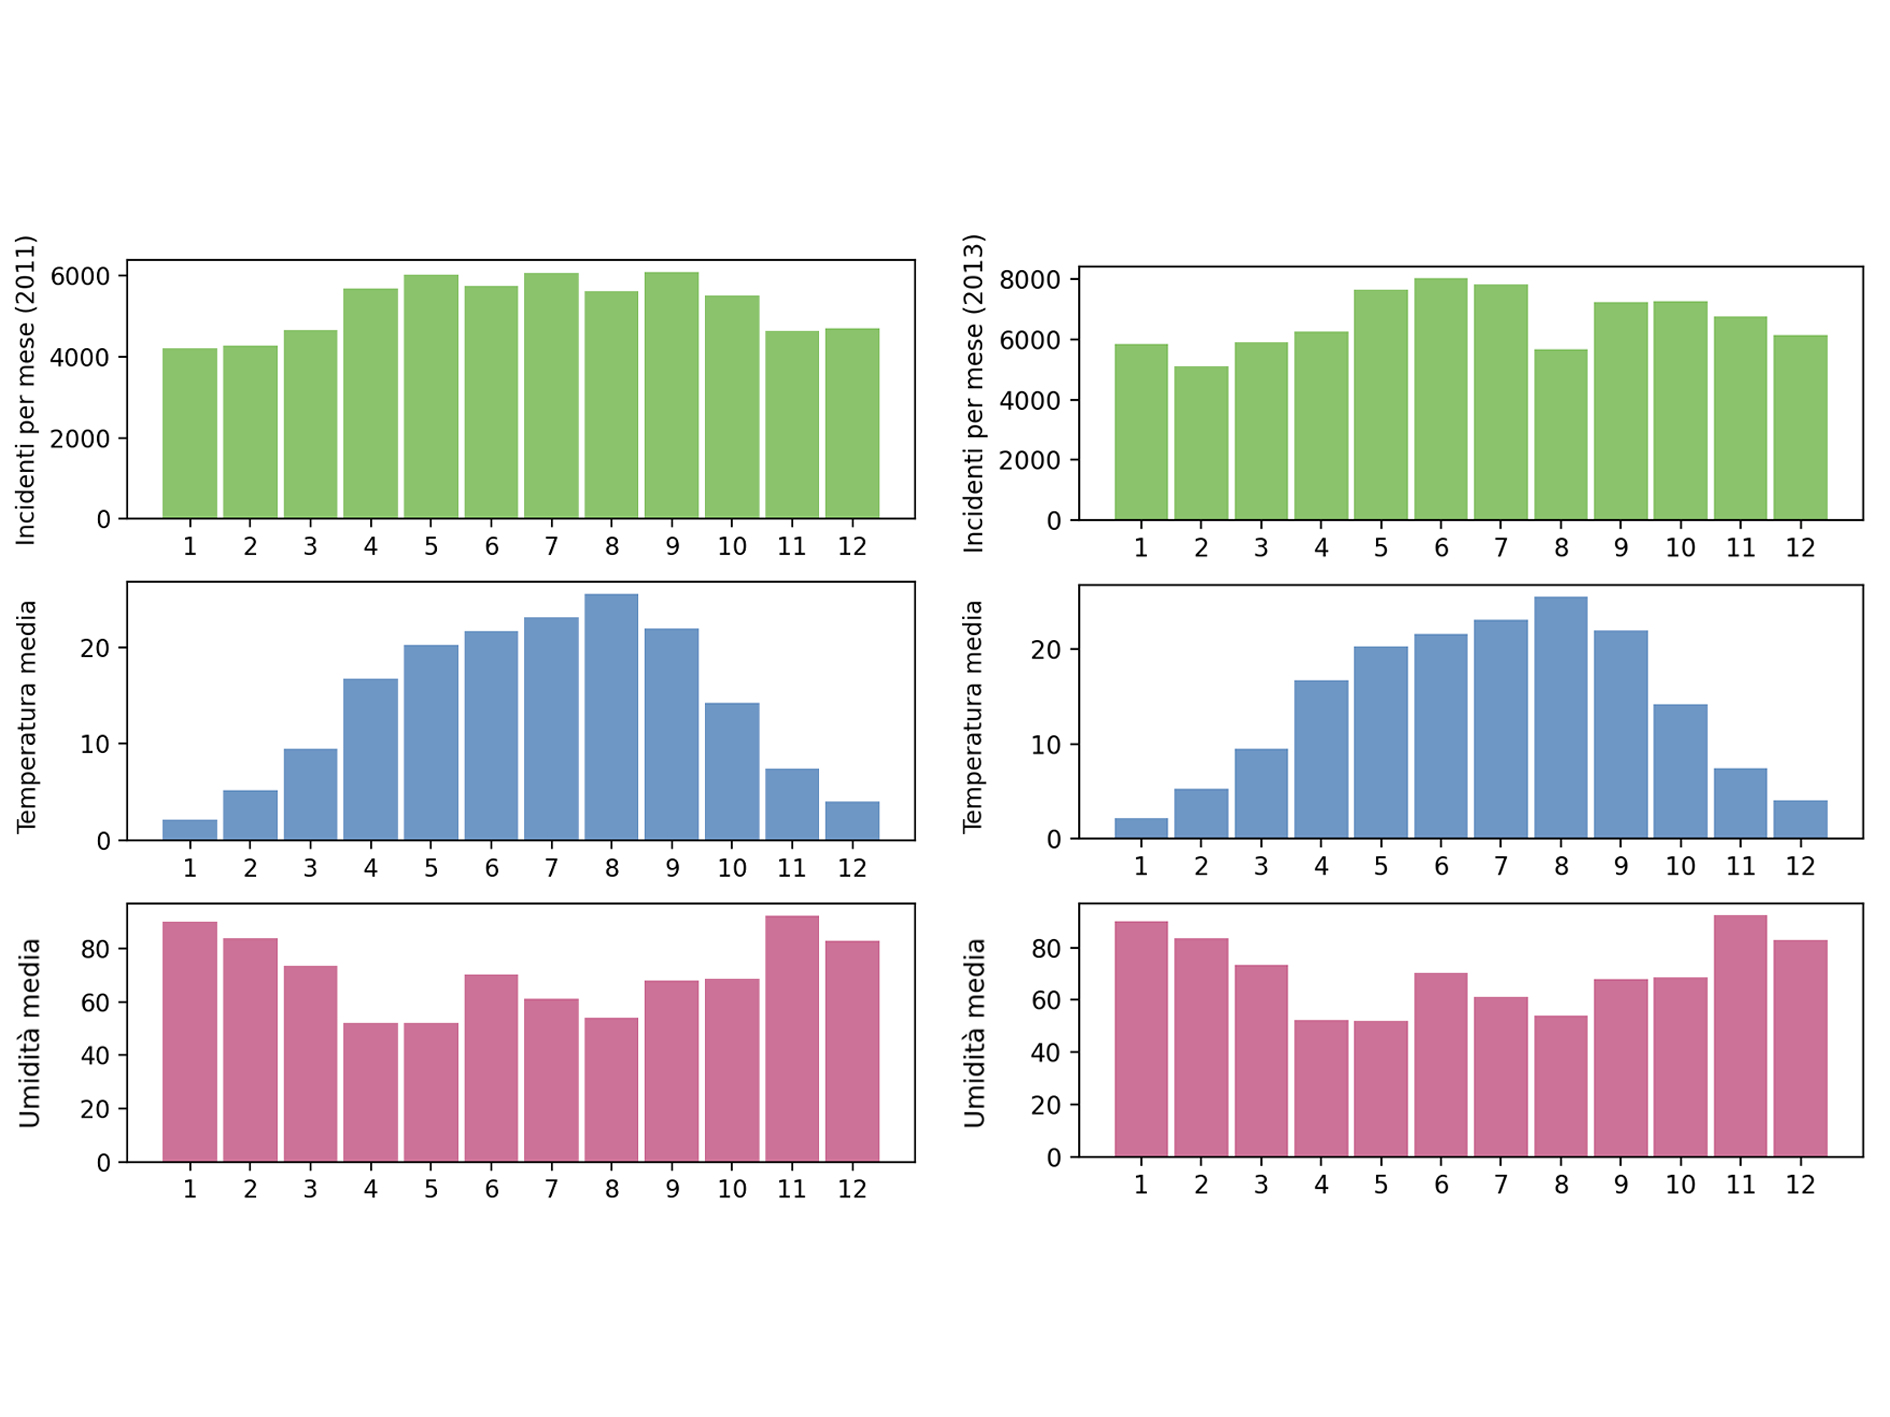 Incidenti per mese (2011)
6000
4000
2000
0
1 2 3 4 5 6 7 8 9 10 11 12
Temperatura media
20
10
0
1 2 3 4 5 6 7 8 9 10 11 12
Umidità media
80
60
40
20
0
1 2 3 4 5 6 7 8 9 10 11 12
Incidenti per mese (2013)
8000
6000
4000
2000
0
1 2 3 4 5 6 7 8 9 10 11 12
Temperatura media
20
10
0
1 2 3 4 5 6 7 8 9 10 11 12
Umidità media
80
60
40
20
0
1 2 3 4 5 6 7 8 9 10 11 12